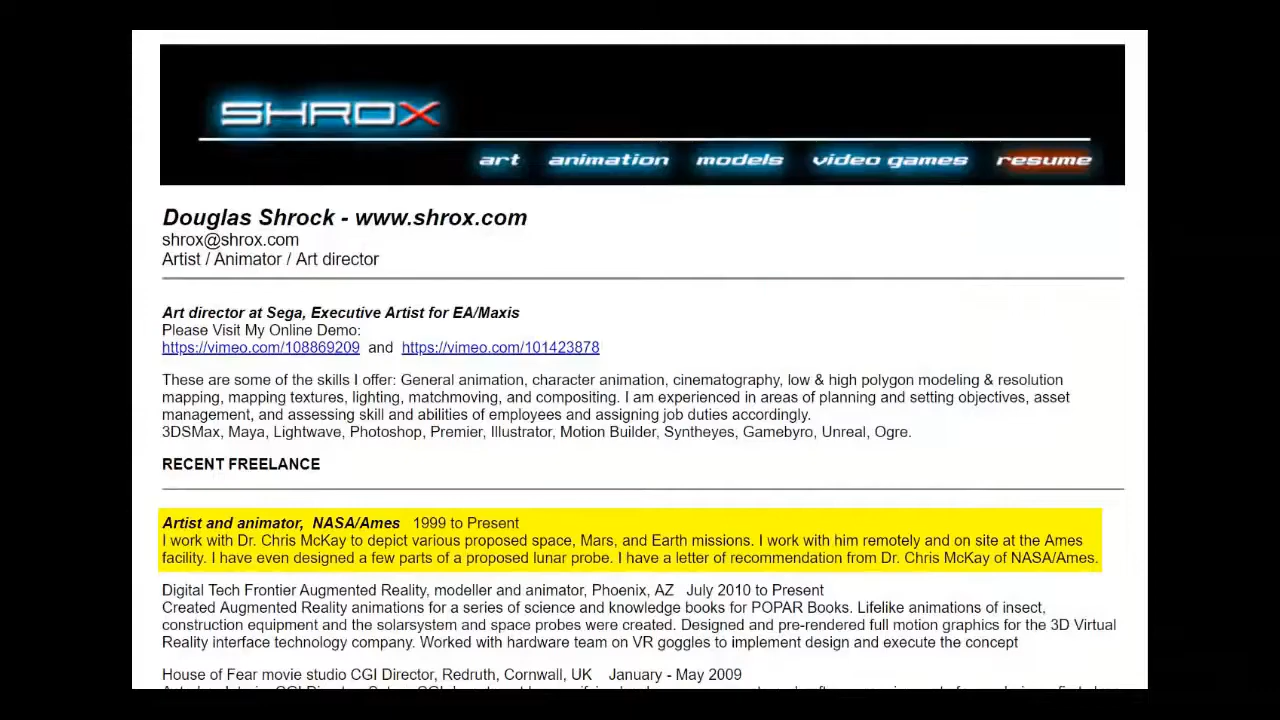 SHROX
art animation models video games resume
Douglas Shrock - www.shrox.com
shrox@shrox.com
Artist / Animator / Art director
Art director at Sega, Executive Artist for EA/Maxis
Please Visit My Online Demo:
https://vimeo.com/108869209 and https://vimeo.com/101423878
These are some of the skills I offer: General animation, character animation, cinematography, low & high polygon modeling & resolution
mapping, mapping textures, lighting, matchmoving, and compositing. I am experienced in areas of planning and setting objectives, asset
management, and assessing skill and abilities of employees and assigning job duties accordingly.
3DSMax, Maya, Lightwave, Photoshop, Premier, Illustrator, Motion Builder, Syntheyes, Gamebyro, Unreal, Ogre.
RECENT FREELANCE
Artist and animator, NASA/Ames 1999 to Present
I work with Dr. Chris McKay to depict various proposed space, Mars, and Earth missions. I work with him remotely and on site at the Ames
facility. I have even designed a few parts of a proposed lunar probe. I have a letter of recommendation from Dr. Chris McKay of NASA/Ames.
Digital Tech Frontier Augmented Reality, modeller and animator, Phoenix, AZ July 2010 to Present
Created Augmented Reality animations for a series of science and knowledge books for POPAR Books. Lifelike animations of insect,
construction equipment and the solarsystem and space probes were created. Designed and pre-rendered full motion graphics for the 3D Virtual
Reality interface technology company. Worked with hardware team on VR goggles to implement design and execute the concept
House of Fear movie studio CGI Director, Redruth, Cornwall, UK January - May 2009